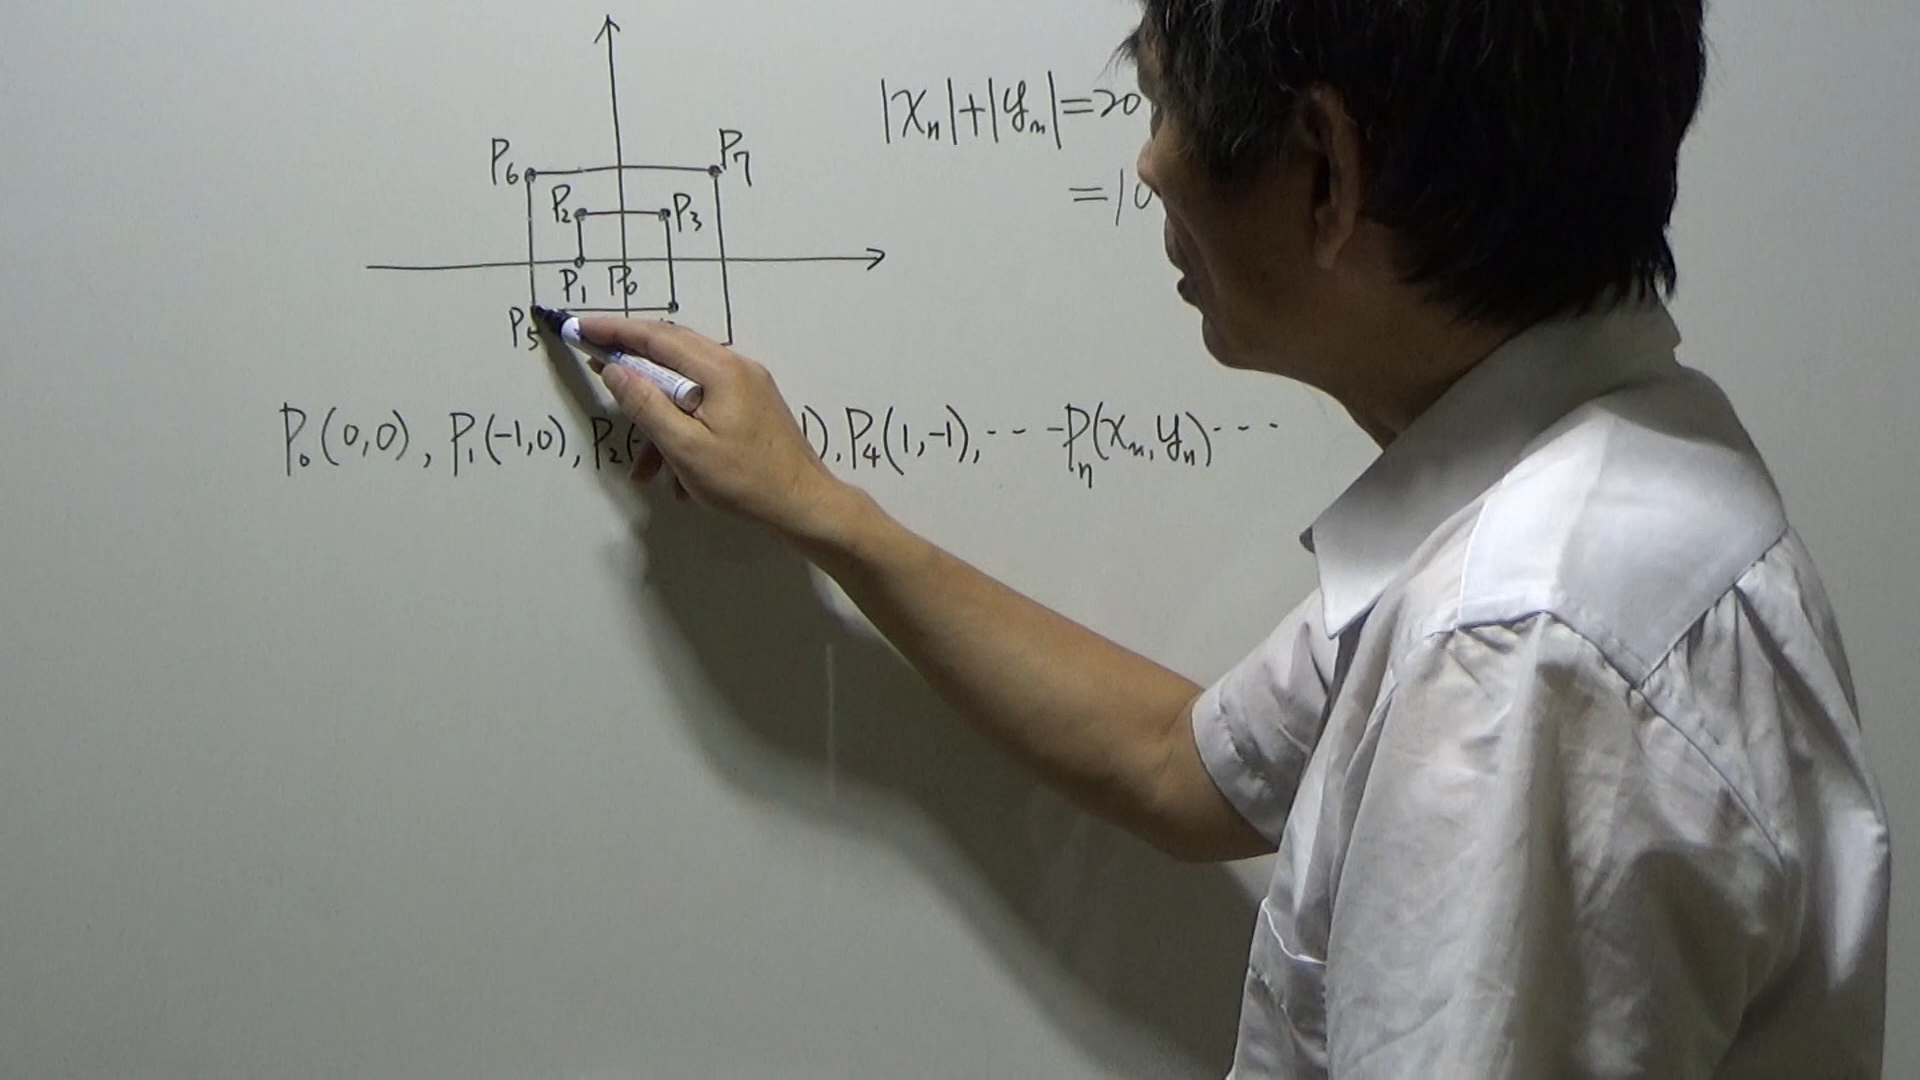 |xₙ|+|yₙ|=20
=10
P₆ P₇
P₂ P₃
P₁ P₀
P₅
P₀(0,0), P₁(-1,0), P₂(- 1), P₄(1,-1), ··· Pₙ(xₙ, yₙ)···